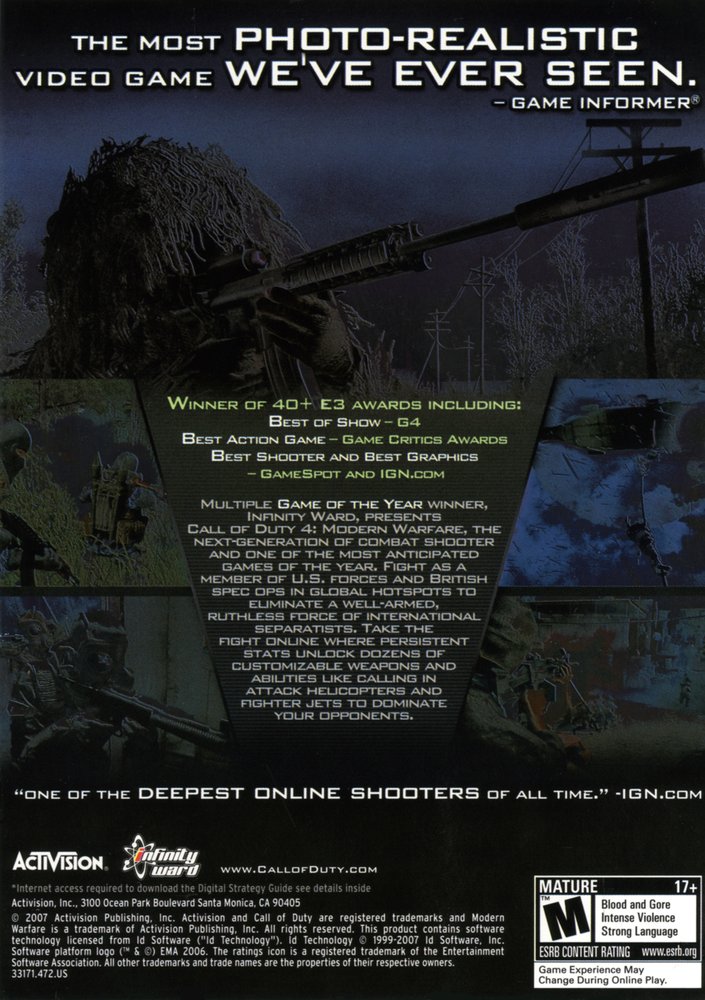 THE MOST PHOTO-REALISTIC
VIDEO GAME WE'VE EVER SEEN.
– GAME INFORMER®
WINNER OF 40+ E3 AWARDS INCLUDING:
BEST OF SHOW – G4
BEST ACTION GAME – GAME CRITICS AWARDS
BEST SHOOTER AND BEST GRAPHICS
– GAMESPOT AND IGN.COM
MULTIPLE GAME OF THE YEAR WINNER,
INFINITY WARD, PRESENTS
CALL OF DUTY 4: MODERN WARFARE, THE
NEXT-GENERATION OF COMBAT SHOOTER
AND ONE OF THE MOST ANTICIPATED
GAMES OF THE YEAR. FIGHT AS A
MEMBER OF U.S. FORCES AND BRITISH
SPEC OPS IN GLOBAL HOTSPOTS TO
ELIMINATE A WELL-ARMED,
RUTHLESS FORCE OF INTERNATIONAL
SEPARATISTS. TAKE THE
FIGHT ONLINE WHERE PERSISTENT
STATS UNLOCK DOZENS OF
CUSTOMIZABLE WEAPONS AND
ABILITIES LIKE CALLING IN
ATTACK HELICOPTERS AND
FIGHTER JETS TO DOMINATE
YOUR OPPONENTS.
"ONE OF THE DEEPEST ONLINE SHOOTERS OF ALL TIME." -IGN.COM
ACTIVISION.
infinity
ward
WWW.CALLOFDUTY.COM
*Internet access required to download the Digital Strategy Guide see details inside
Activision, Inc., 3100 Ocean Park Boulevard Santa Monica, CA 90405
© 2007 Activision Publishing, Inc. Activision and Call of Duty are registered trademarks and Modern
Warfare is a trademark of Activision Publishing, Inc. All rights reserved. This product contains software
technology licensed from Id Software ("Id Technology"). Id Technology © 1999-2007 Id Software, Inc.
Software platform logo (™ & ©) EMA 2006. The ratings icon is a registered trademark of the Entertainment
Software Association. All other trademarks and trade names are the properties of their respective owners.
33171.472.US
MATURE 17+
™
M
Blood and Gore
Intense Violence
Strong Language
ESRB CONTENT RATING www.esrb.org
Game Experience May
Change During Online Play.